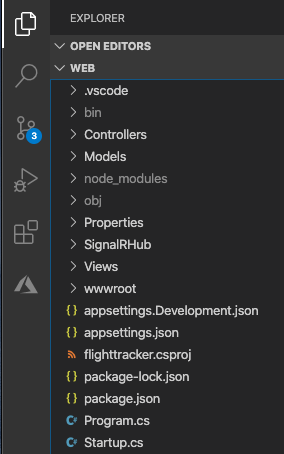 EXPLORER
OPEN EDITORS
WEB
.vscode
bin
Controllers
Models
3
node_modules
obj
Properties
SignalRHub
Views
wwwroot
appsettings.Development.json
appsettings.json
flighttracker.csproj
package-lock.json
package.json
Program.cs
Startup.cs